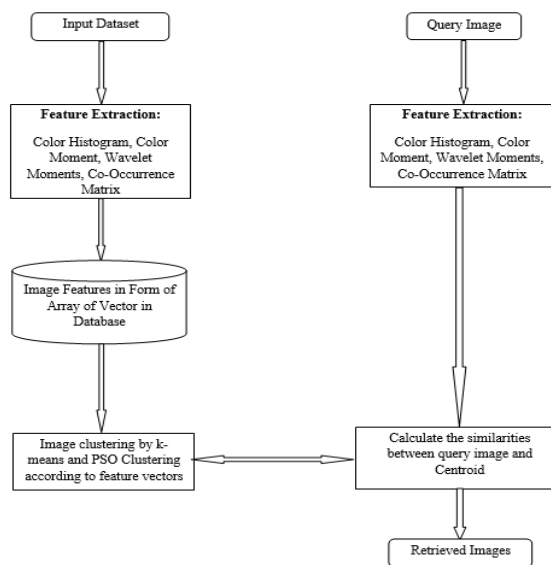 Input Dataset
Query Image
Feature Extraction:
Color Histogram, Color
Moment, Wavelet
Moments, Co-Occurrence
Matrix
Feature Extraction:
Color Histogram, Color
Moment, Wavelet Moments,
Co-Occurrence Matrix
Image Features in Form of
Array of Vector in
Database
Image clustering by k-
means and PSO Clustering
according to feature vectors
Calculate the similarities
between query image and
Centroid
Retrieved Images